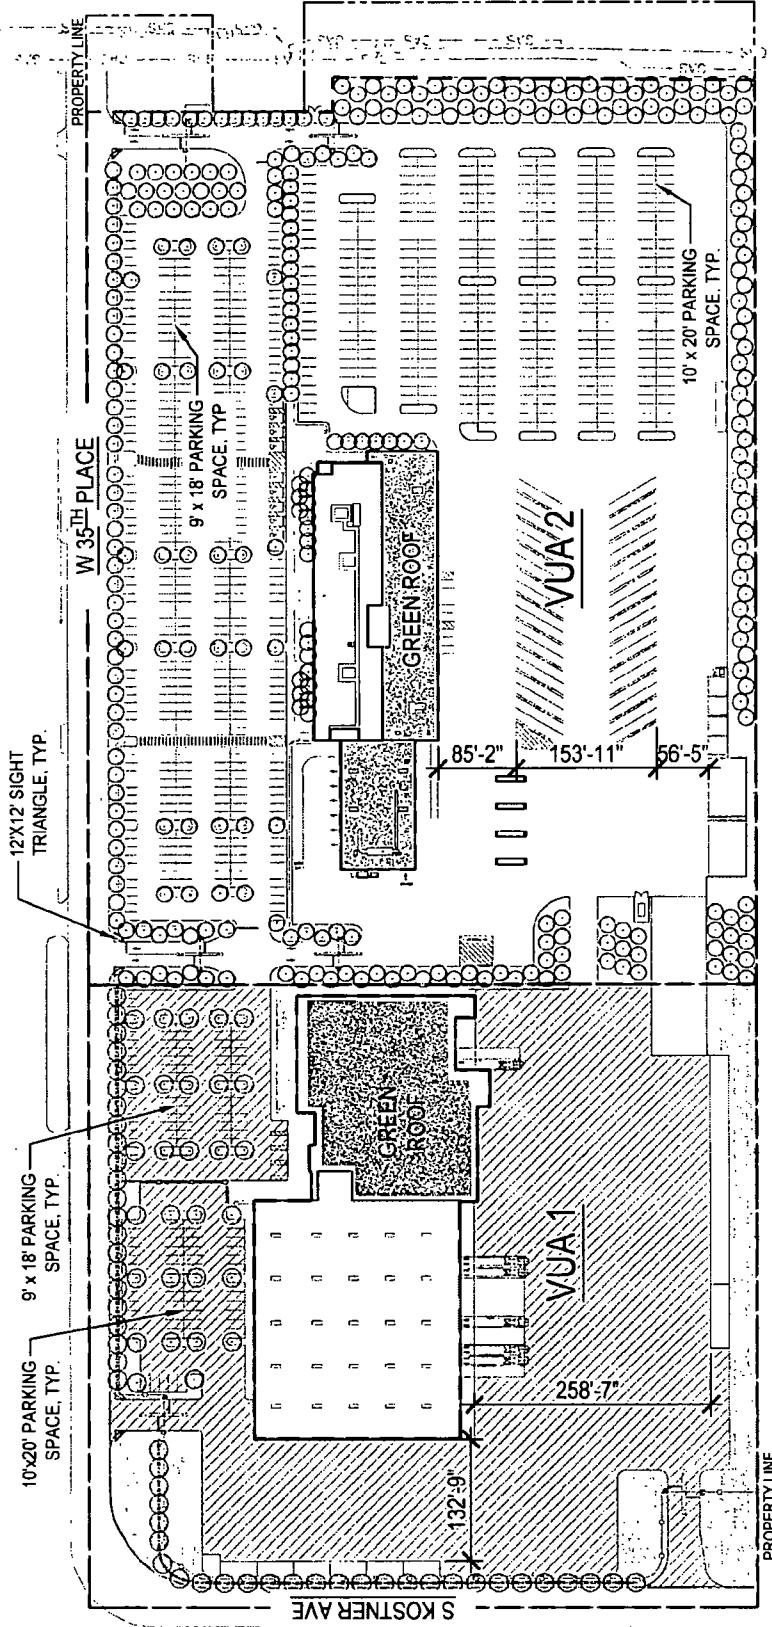 PROPERTY LINE
W 35TH PLACE
9' x 18' PARKING
SPACE, TYP.
10' x 20' PARKING
SPACE, TYP.
12'X12' SIGHT
TRIANGLE, TYP.
GREEN ROOF
VUA 2
85'-2"
153'-11"
56'-5"
9' x 18' PARKING
SPACE, TYP.
10'x20' PARKING
SPACE, TYP.
GREEN
ROOF
VUA 1
258'-7"
132'-9"
S KOSTNER AVE
PROPERTY LINE